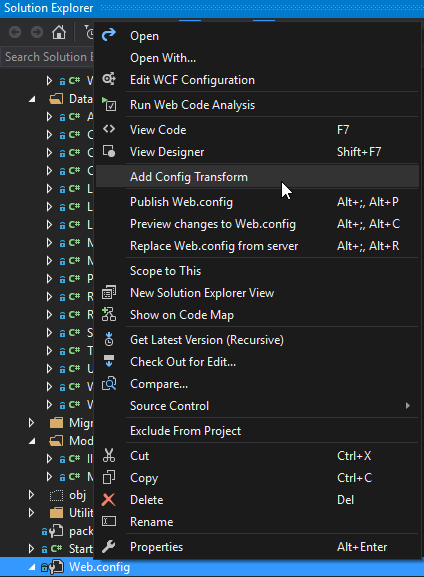 Solution Explorer
Search Solution E
Open
Open With...
Edit WCF Configuration
Run Web Code Analysis
View Code F7
View Designer Shift+F7
Add Config Transform
Publish Web.config Alt+;, Alt+P
Preview changes to Web.config Alt+;, Alt+C
Replace Web.config from server Alt+;, Alt+R
Scope to This
New Solution Explorer View
Show on Code Map
Get Latest Version (Recursive)
Check Out for Edit...
Compare...
Source Control
Exclude From Project
Cut Ctrl+X
Copy Ctrl+C
Delete Del
Rename
Properties Alt+Enter
C# W
Data
C# A
C# C
C# C
C# C
C# L
C# L
C# L
C# M
C# M
C# P
C# R
C# R
C# S
C# T
C# U
C# W
C# W
Migr
Mod
C# II
C# M
obj
Utilit
pack
C# Start
Web.config